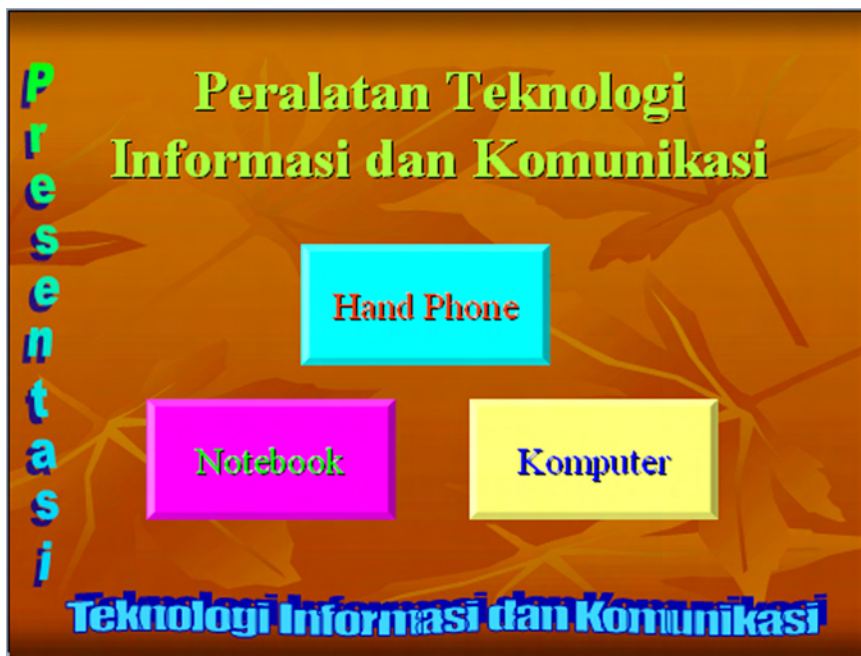 Presentasi
Peralatan Teknologi
Informasi dan Komunikasi
Hand Phone
Notebook
Komputer
Teknologi Informasi dan Komunikasi